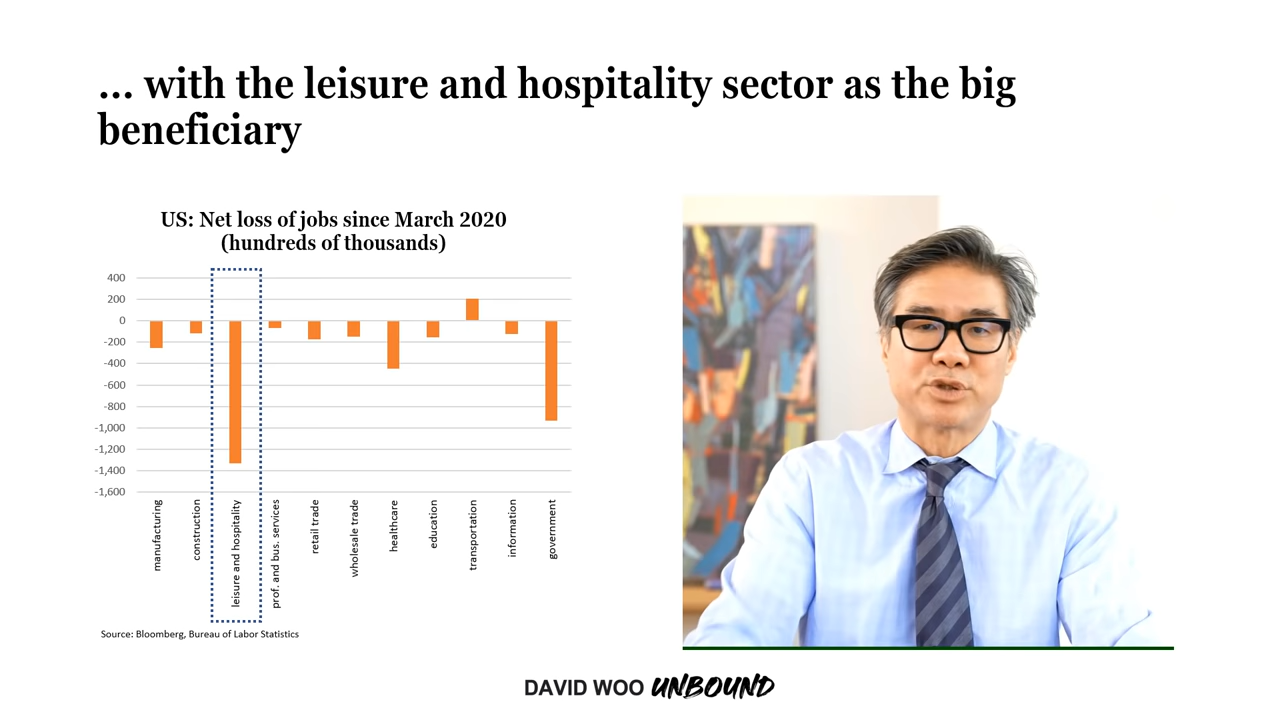 ... with the leisure and hospitality sector as the big
beneficiary
US: Net loss of jobs since March 2020
(hundreds of thousands)
400
200
0
-200
-400
-600
-800
-1,000
-1,200
-1,400
-1,600
manufacturing
construction
leisure and hospitality
prof. and bus. services
retail trade
wholesale trade
healthcare
education
transportation
information
government
Source: Bloomberg, Bureau of Labor Statistics
DAVID WOO UNBOUND